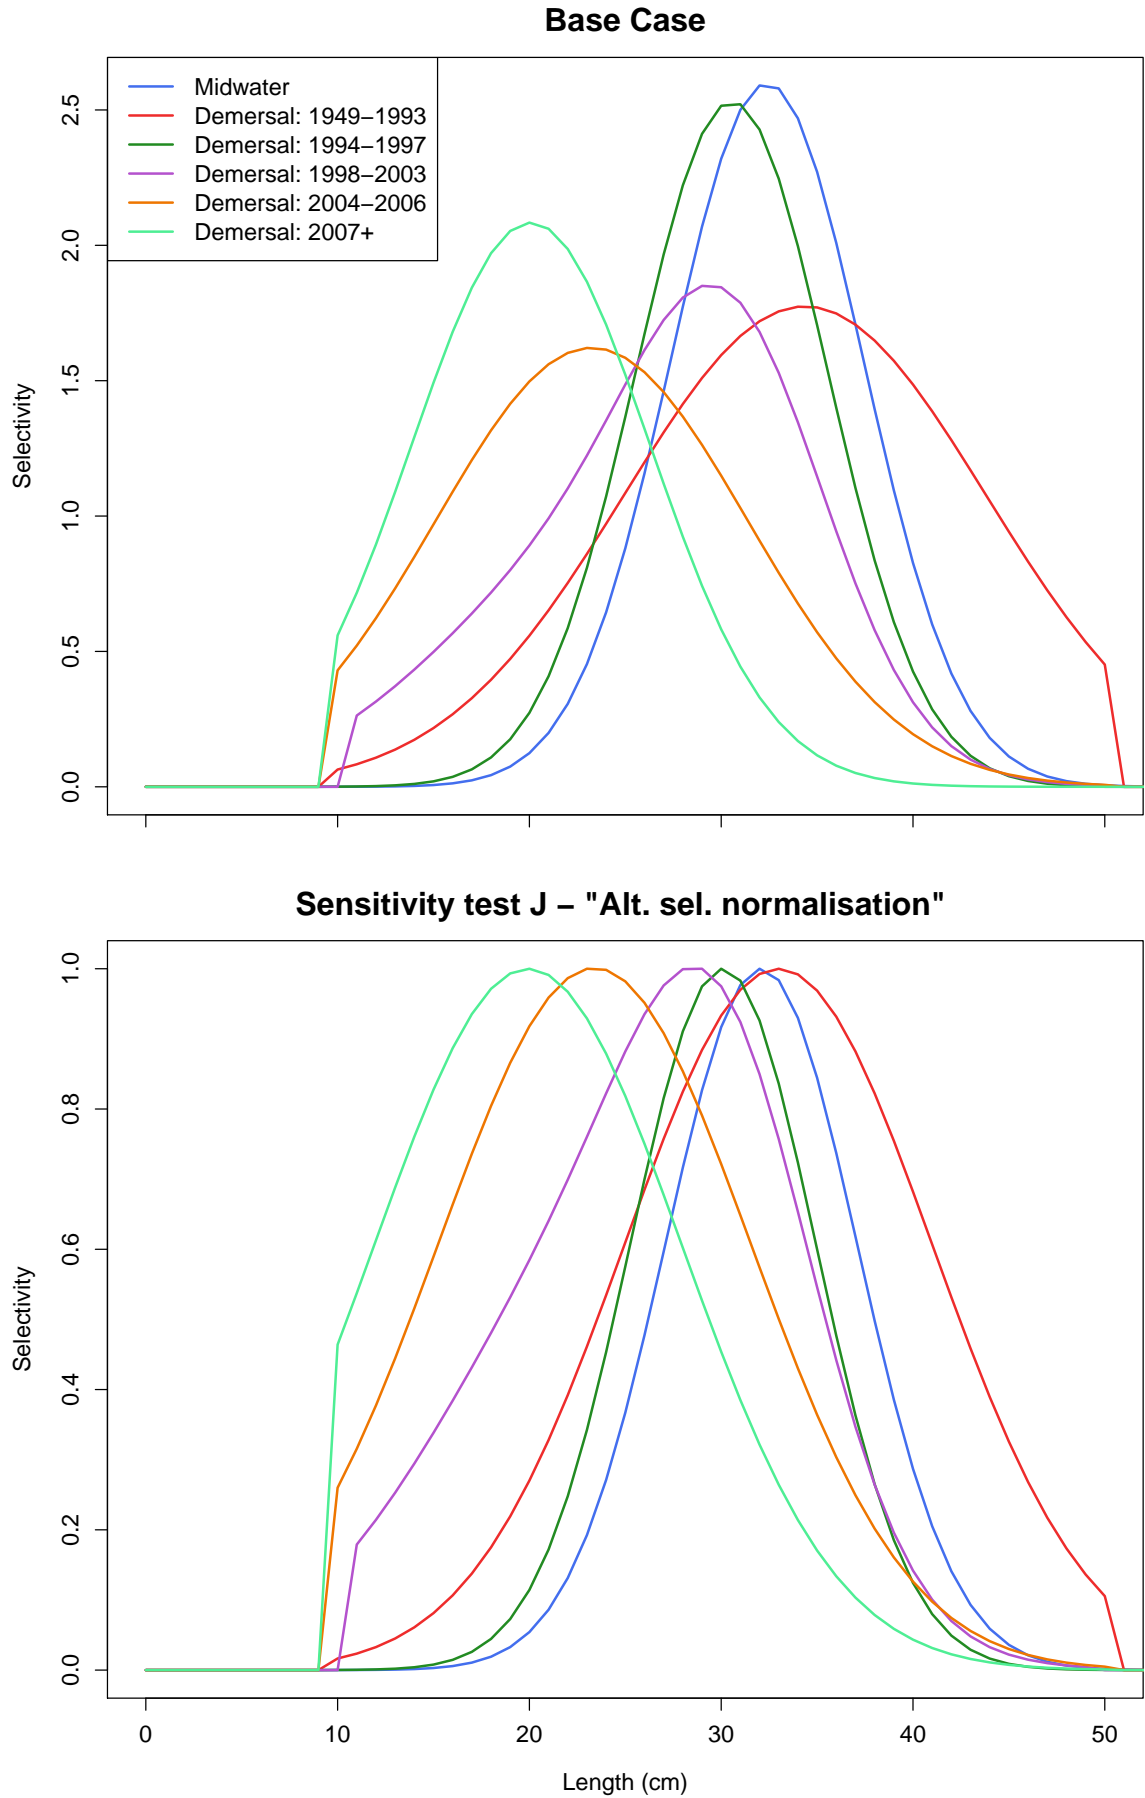 Base Case
Midwater
Demersal: 1949−1993
Demersal: 1994−1997
Demersal: 1998−2003
Demersal: 2004−2006
Demersal: 2007+
Selectivity
2.5
2.0
1.5
1.0
0.5
0.0
Sensitivity test J − "Alt. sel. normalisation"
Selectivity
1.0
0.8
0.6
0.4
0.2
0.0
0 10 20 30 40 50
Length (cm)